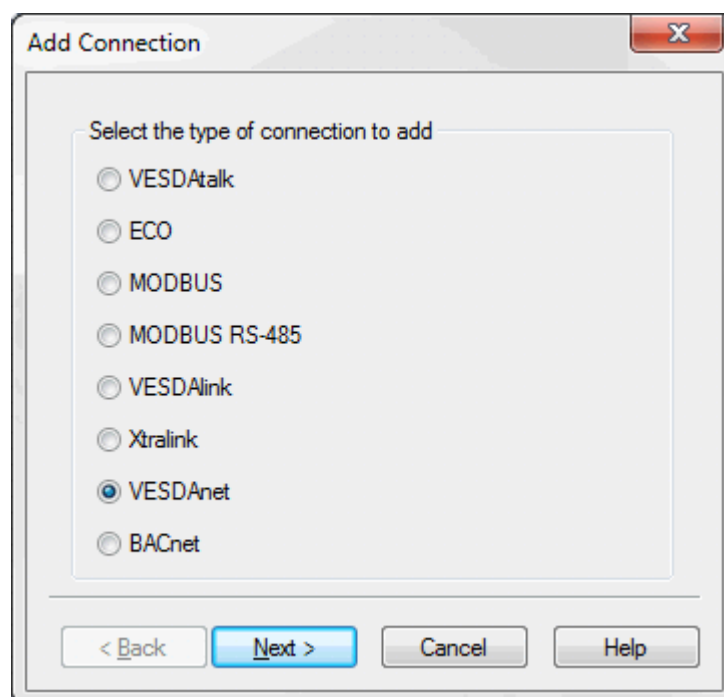 Add Connection
Select the type of connection to add
VESDAtalk
ECO
MODBUS
MODBUS RS-485
VESDAlink
Xtralink
VESDAnet
BACnet
< Back Next > Cancel Help